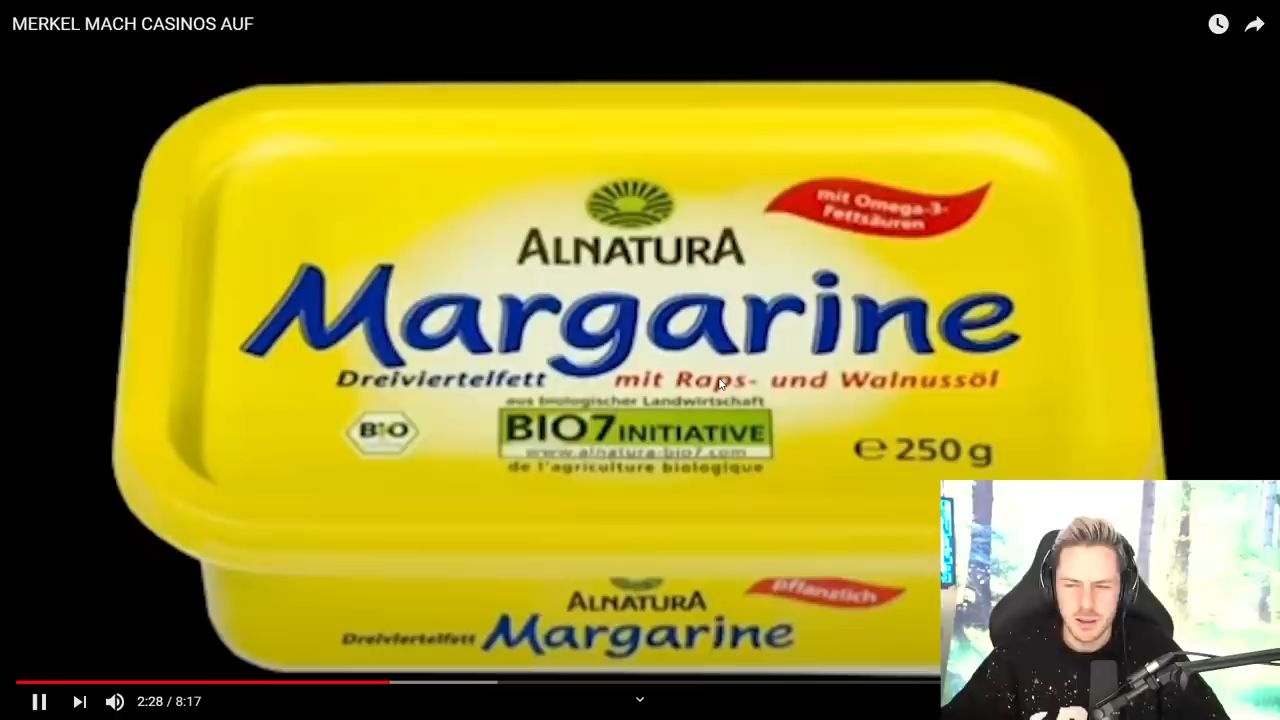 MERKEL MACH CASINOS AUF
mit Omega-3-
Fettsäuren
ALNATURA
Margarine
Dreiviertelfett mit Raps- und Walnussöl
aus biologischer Landwirtschaft
BIO
BIO7 INITIATIVE
www.alnatura-bio7.com
de l'agriculture biologique
℮ 250 g
ALNATURA
pflanzlich
Dreiviertelfett Margarine
2:28 / 8:17